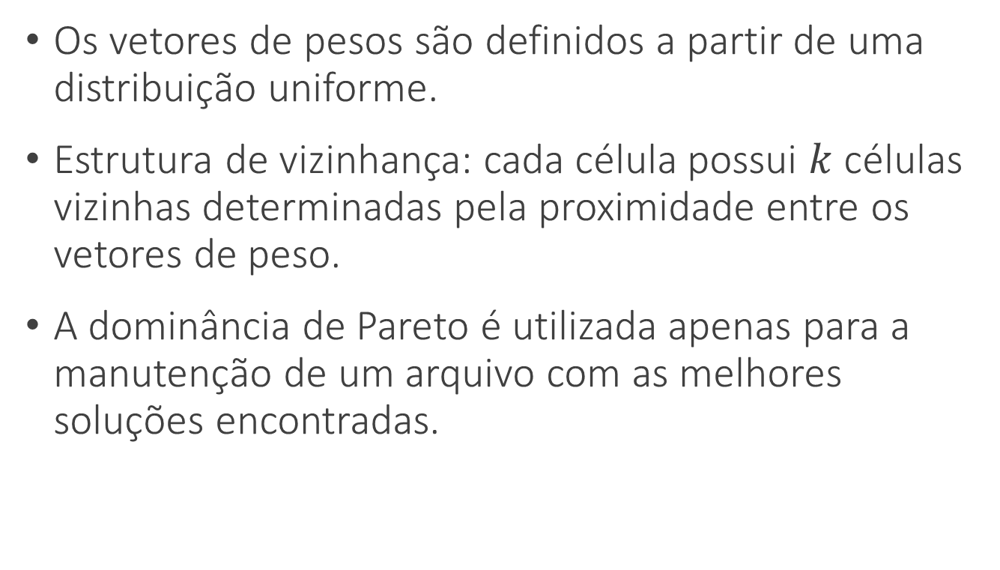 • Os vetores de pesos são definidos a partir de uma
distribuição uniforme.
• Estrutura de vizinhança: cada célula possui k células
vizinhas determinadas pela proximidade entre os
vetores de peso.
• A dominância de Pareto é utilizada apenas para a
manutenção de um arquivo com as melhores
soluções encontradas.